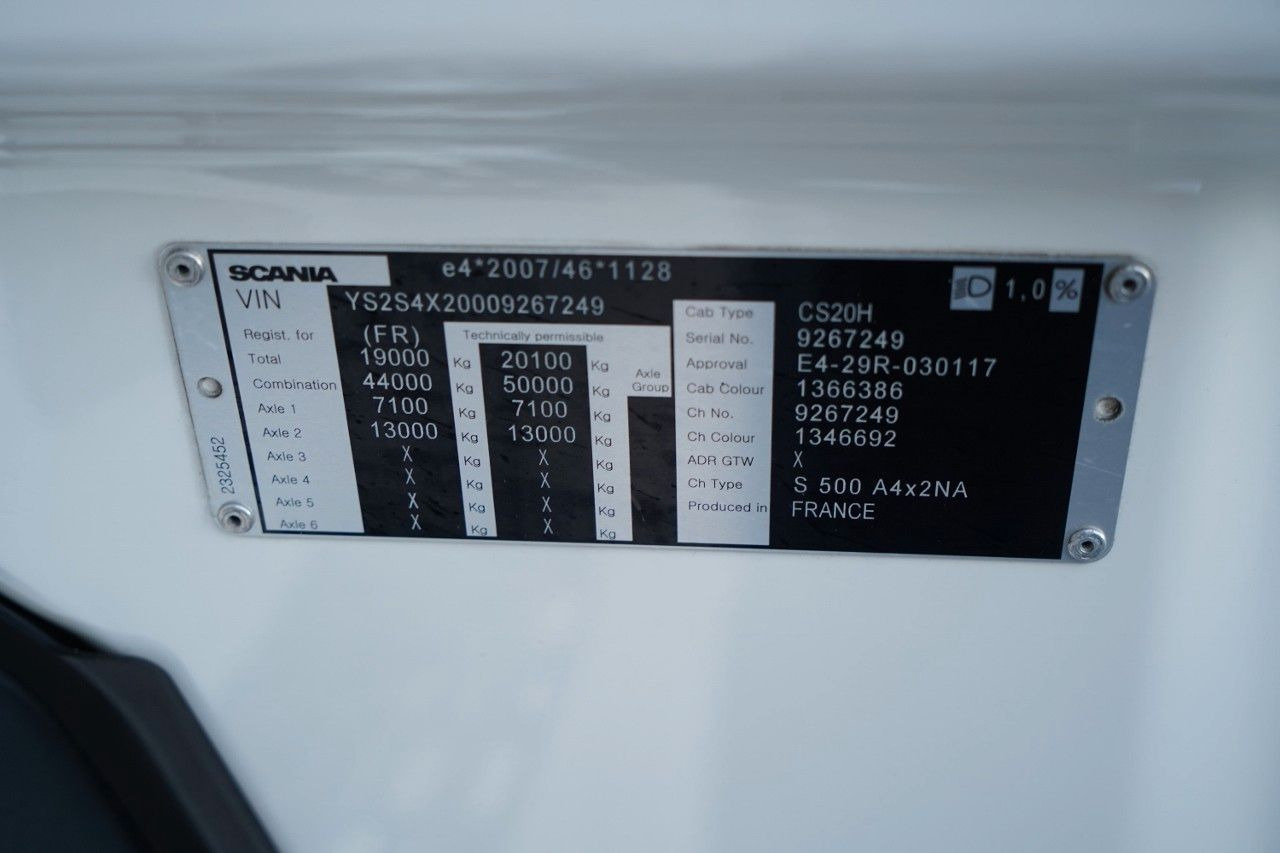 SCANIA e4*2007/46*1128 1,0 %
VIN YS2S4X20009267249
Regist. for (FR) Technically permissible
Total 19000 Kg 20100 Kg Axle Group
Combination 44000 Kg 50000 Kg
Axle 1 7100 Kg 7100 Kg
Axle 2 13000 Kg 13000 Kg
Axle 3 X Kg X Kg
Axle 4 X Kg X Kg
Axle 5 X Kg X Kg
Axle 6 X Kg X Kg
Cab Type CS20H
Serial No. 9267249
Approval E4-29R-030117
Cab Colour 1366386
Ch No. 9267249
Ch Colour 1346692
ADR GTW X
Ch Type S 500 A4x2NA
Produced in FRANCE
2325452